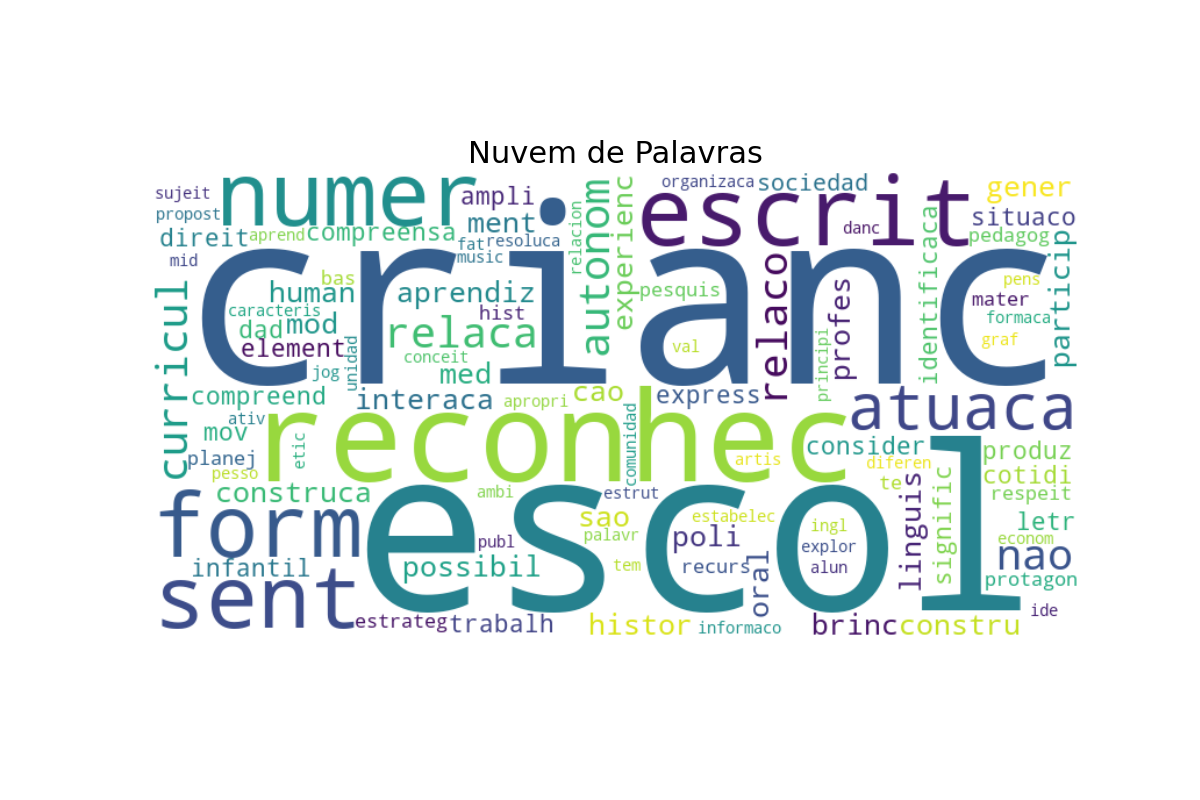 Nuvem de Palavras
sujeit
numer
ampli
autonom
experienc
organizaca
sociedad
gener
propost
ment
relacion
escrit
danc
situaco
direit
aprend
compreensa
fat
resoluca
music
identificaca
pedagog
particip
mid
crianc
bas
human
aprendiz
pesquis
relaco
profes
pens
mater
caracteris
hist
formaca
dad
mod
relaca
element
unidad
conceit
val
principi
graf
curricul
jog
med
compreend
interaca
apropri
cao
express
atuaca
ativ
mov
etic
reconhec
comunidad
consider
produz
planej
pesso
artis
diferen
cotidi
construca
ambi
estrut
te
linguis
signific
respeit
form
escol
sao
estabelec
ingl
letr
palavr
poli
publ
explor
econom
nao
infantil
possibil
tem
recurs
oral
alun
protagon
sent
estrateg
trabalh
histor
informaco
brinc
constru
ide